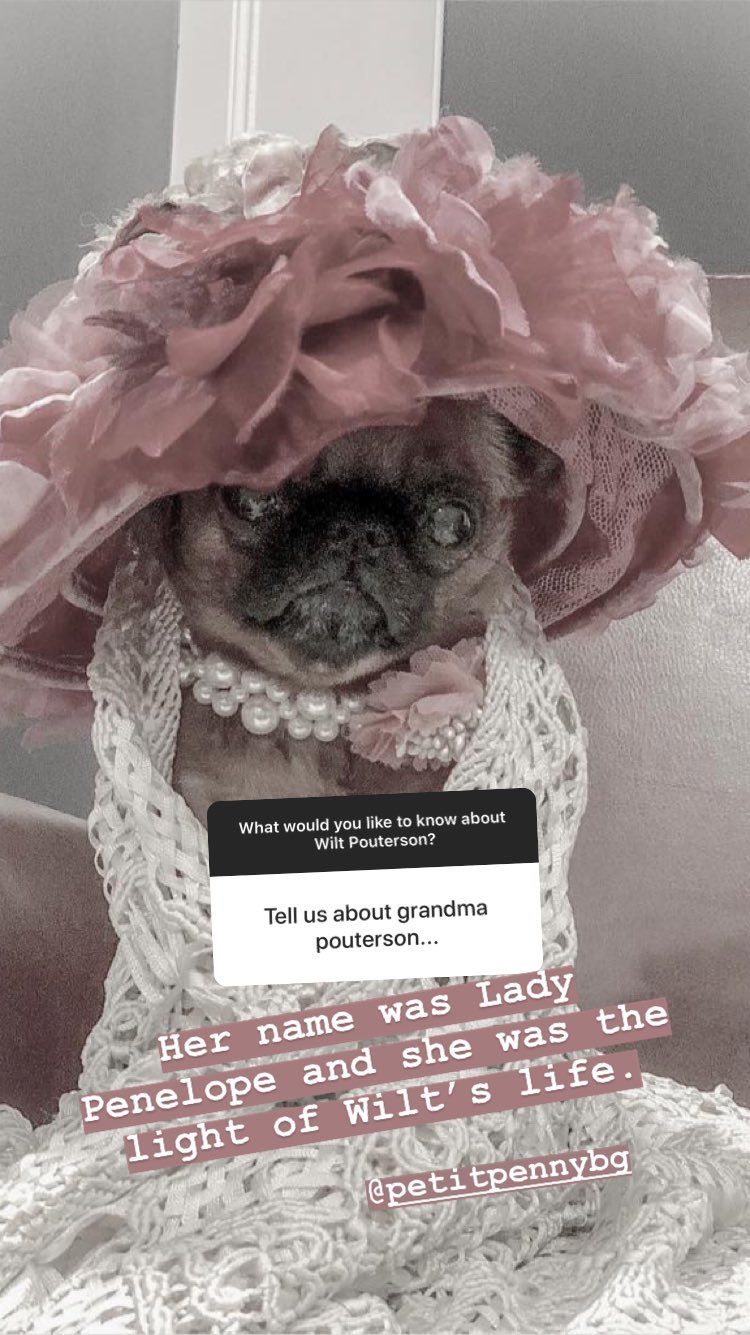 What would you like to know about
Wilt Pouterson?
Tell us about grandma
pouterson...
Her name was Lady
Penelope and she was the
light of Wilt’s life.
@petitpennybg